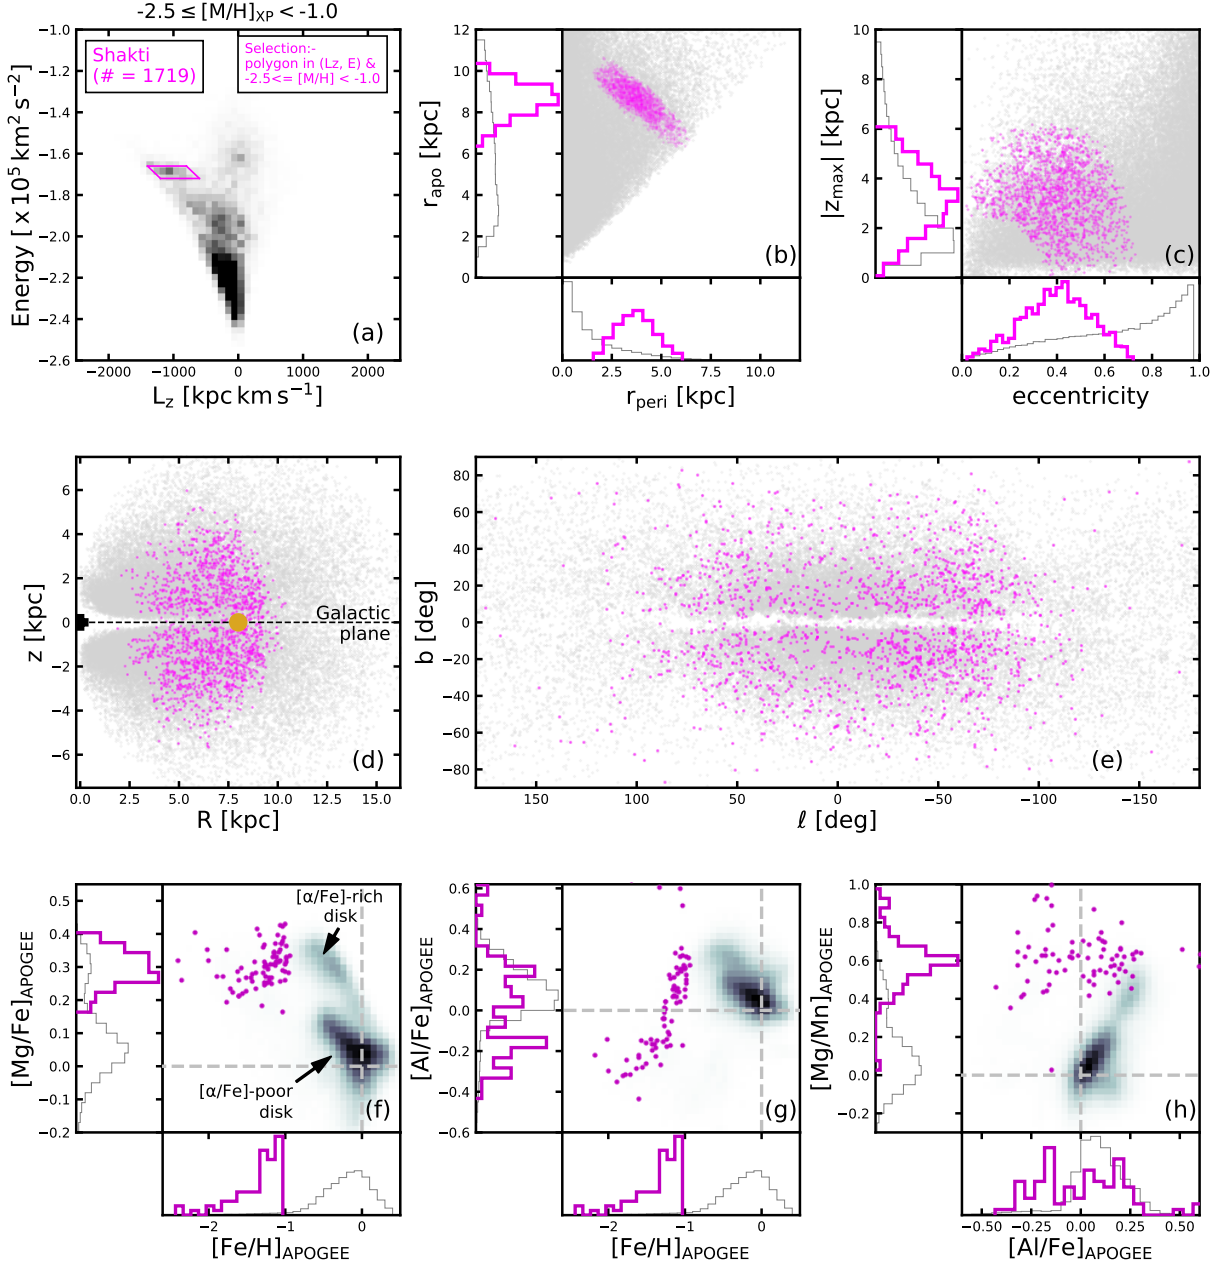 -2.5 ≤ [M/H]XP < -1.0
Shakti
(# = 1719)
Selection:-
polygon in (Lz, E) &
-2.5<= [M/H] < -1.0
−1.0
−1.2
−1.4
−1.6
−1.8
−2.0
−2.2
−2.4
−2.6
Energy [ x 10⁵ km² s⁻²]
(a)
−2000 −1000 0 1000 2000
Lz [kpc km s⁻¹]
12
10
8
6
4
2
0
rapo [kpc]
(b)
0.0 2.5 5.0 7.5 10.0
rperi [kpc]
10
8
6
4
2
0
|zmax| [kpc]
(c)
0.0 0.2 0.4 0.6 0.8 1.0
eccentricity
6
4
2
0
−2
−4
−6
z [kpc]
Galactic
plane
(d)
0.0 2.5 5.0 7.5 10.0 12.5 15.0
R [kpc]
80
60
40
20
0
−20
−40
−60
−80
b [deg]
(e)
150 100 50 0 −50 −100 −150
ℓ [deg]
0.5
0.4
0.3
0.2
0.1
0.0
−0.1
−0.2
[Mg/Fe]APOGEE
[α/Fe]-rich
disk
[α/Fe]-poor
disk
(f)
−2 −1 0
[Fe/H]APOGEE
0.6
0.4
0.2
0.0
−0.2
−0.4
−0.6
[Al/Fe]APOGEE
(g)
−2 −1 0
[Fe/H]APOGEE
1.0
0.8
0.6
0.4
0.2
0.0
−0.2
[Mg/Mn]APOGEE
(h)
−0.50 −0.25 0.00 0.25 0.50
[Al/Fe]APOGEE